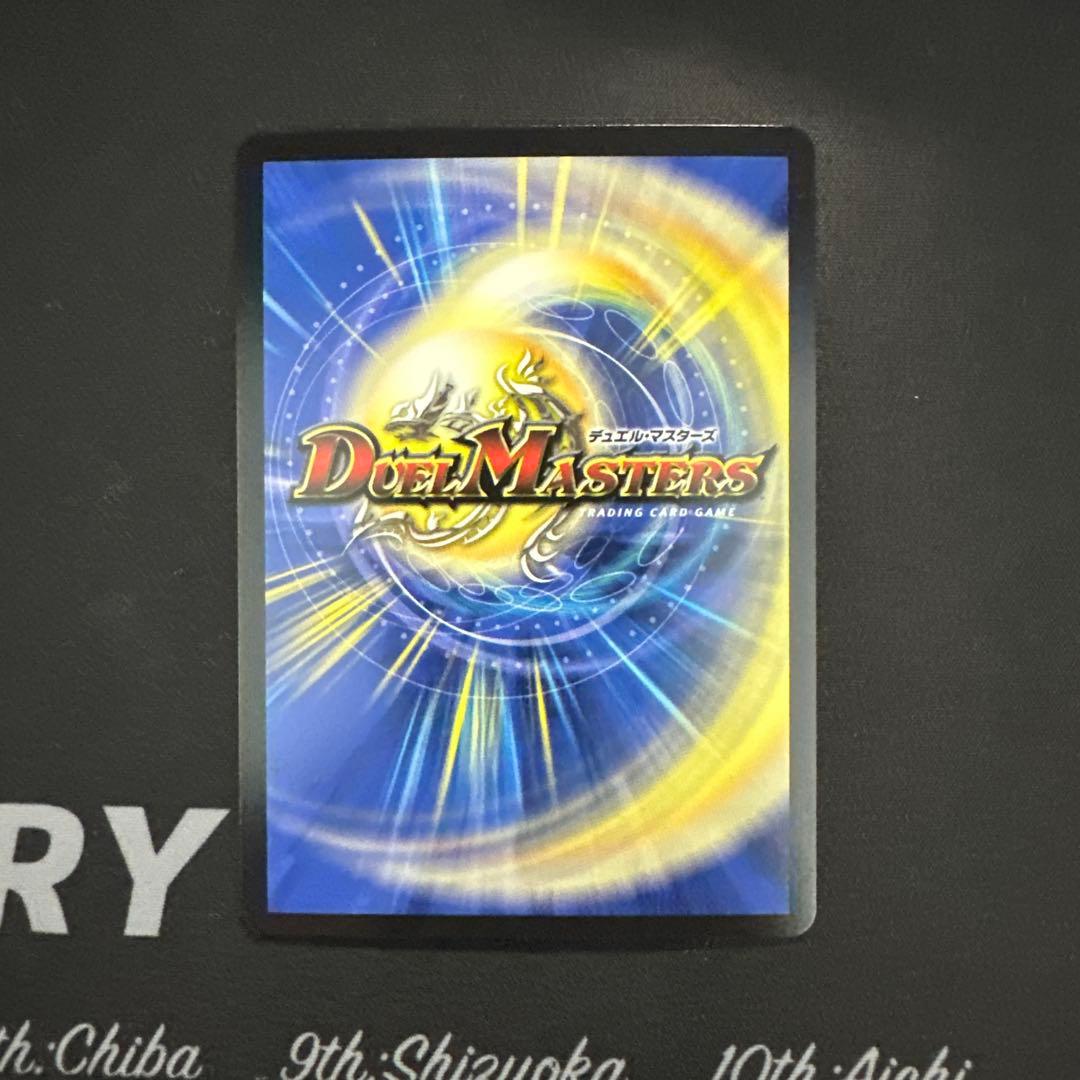 デュエル・マスターズ
DUEL MASTERS
TRADING CARD GAME
RY
th.:Chiba 9th.:Shizuoka 10th.:Aichi